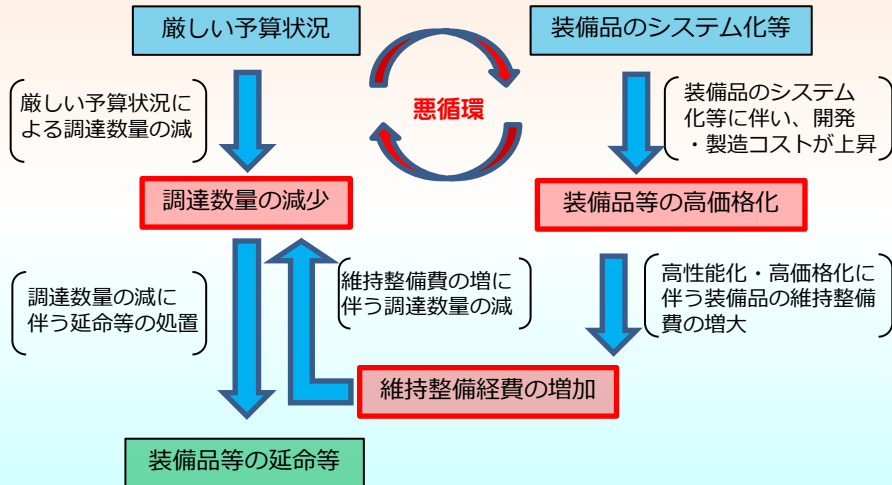 厳しい予算状況
装備品のシステム化等
悪循環
厳しい予算状況に
よる調達数量の減
装備品のシステム
化等に伴い、開発
・製造コストが上昇
調達数量の減少
装備品等の高価格化
調達数量の減に
伴う延命等の処置
維持整備費の増に
伴う調達数量の減
高性能化・高価格化に
伴う装備品の維持整備
費の増大
維持整備経費の増加
装備品等の延命等